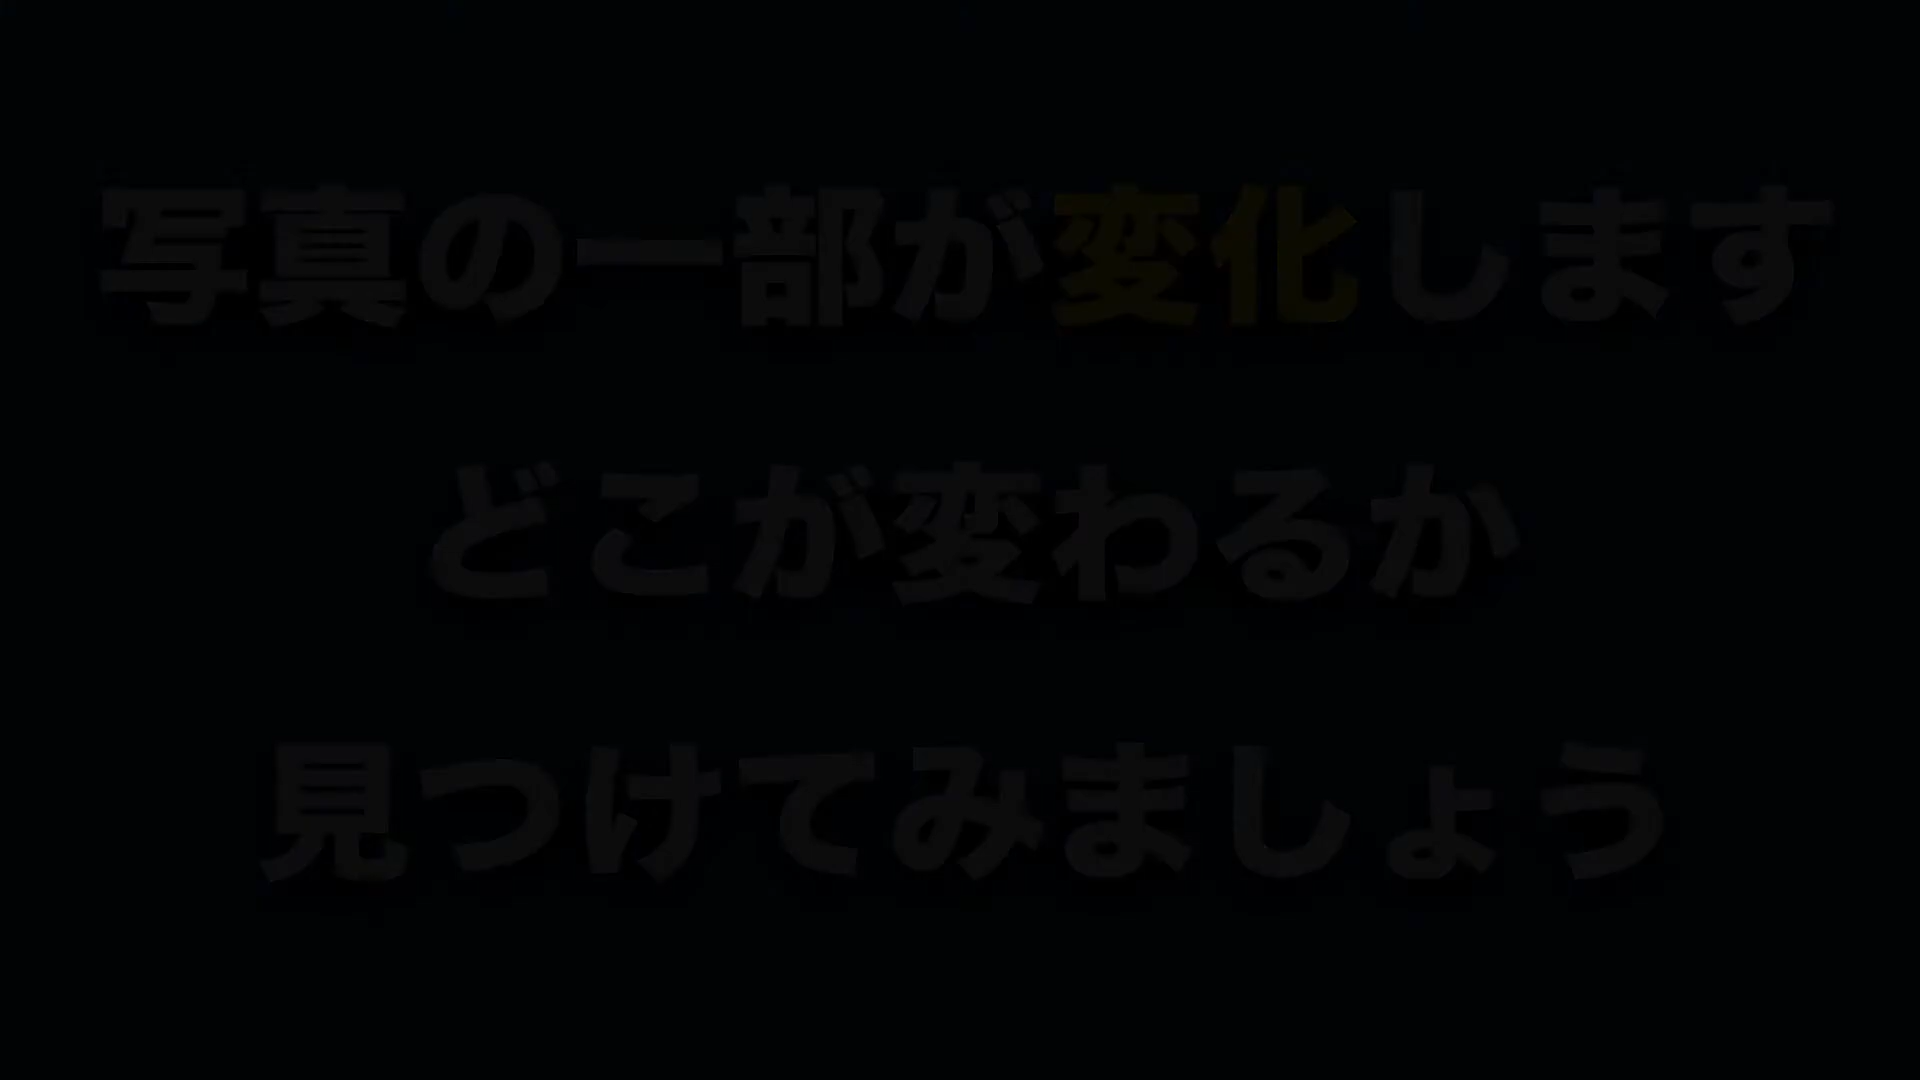 写真の一部が変化します
どこが変わるか
見つけてみましょう